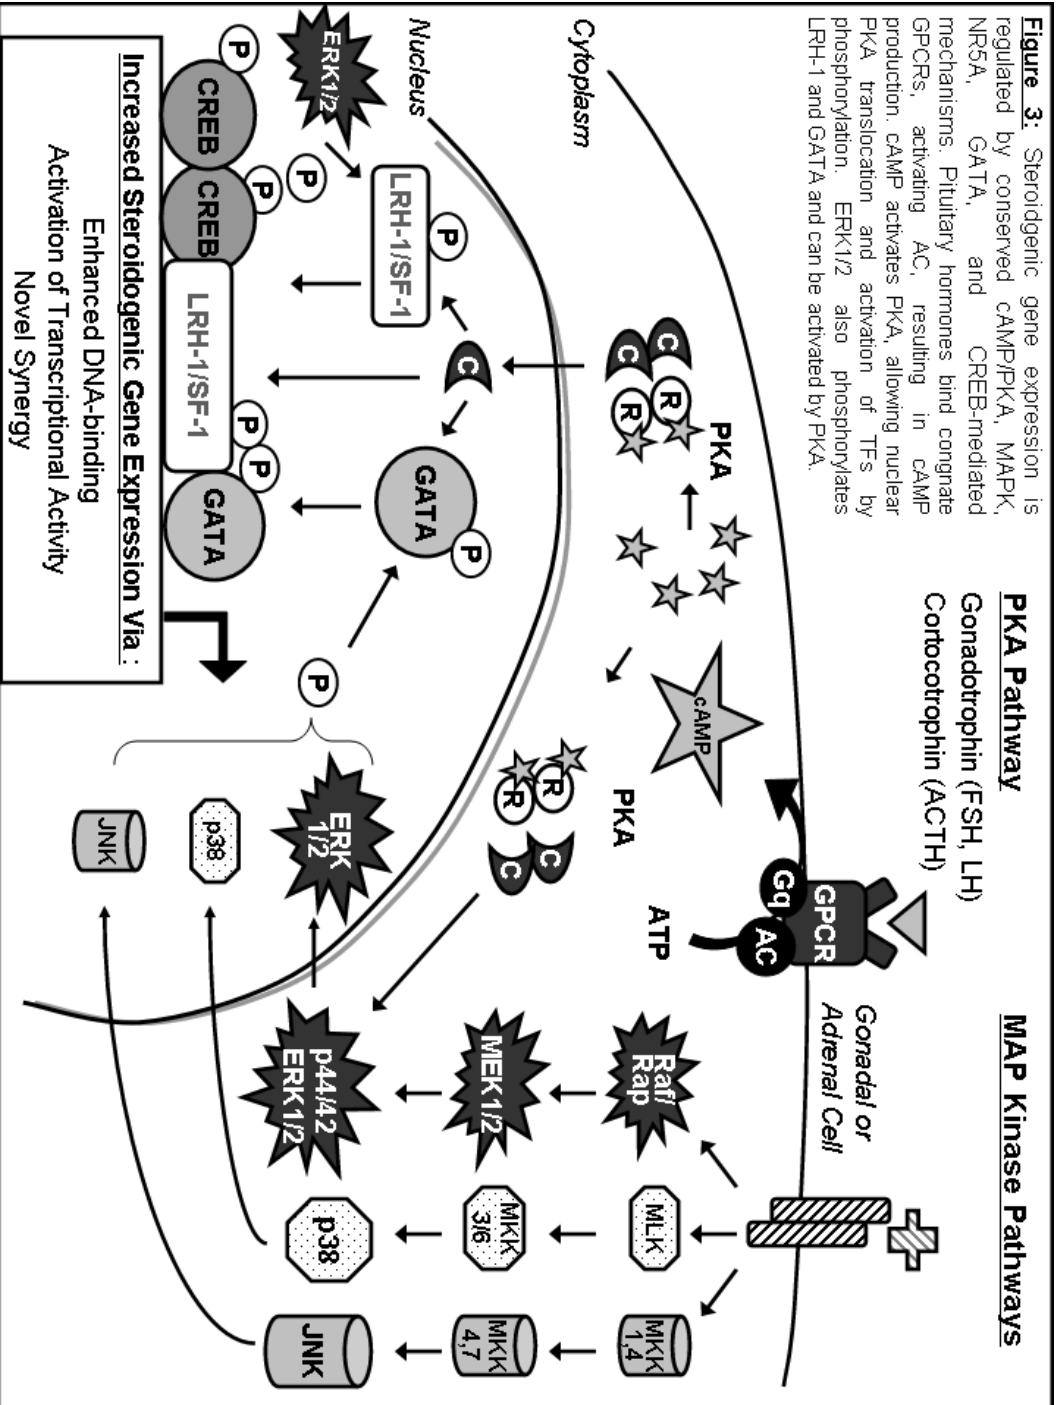 Figure 3: Steroidgenic gene expression is
regulated by conserved cAMP/PKA, MAPK,
NR5A, GATA, and CREB-mediated
mechanisms. Pituitary hormones bind congnate
GPCRs, activating AC, resulting in cAMP
production. cAMP activates PKA, allowing nuclear
PKA translocation and activation of TFs by
phosphorylation. ERK1/2 also phosphorylates
LRH-1 and GATA and can be activated by PKA.
PKA Pathway
Gonadotrophin (FSH, LH)
Cortocotrophin (ACTH)
MAP Kinase Pathways
Gonadal or
Adrenal Cell
GPCR
Gq
AC
ATP
cAMP
PKA
C
C
R
R
PKA
R
R
C
C
Raf/
Rap
MLK
MKK
1,4
MEK1/2
MKK
3/6
MKK
4,7
p44/42
ERK1/2
p38
JNK
Cytoplasm
Nucleus
ERK1/2
P
LRH-1/SF-1
P
C
GATA
P
P
ERK
1/2
p38
JNK
P
CREB
P
CREB
LRH-1/SF-1
P
P
GATA
Increased Steroidogenic Gene Expression Via :
Enhanced DNA-binding
Activation of Transcriptional Activity
Novel Synergy